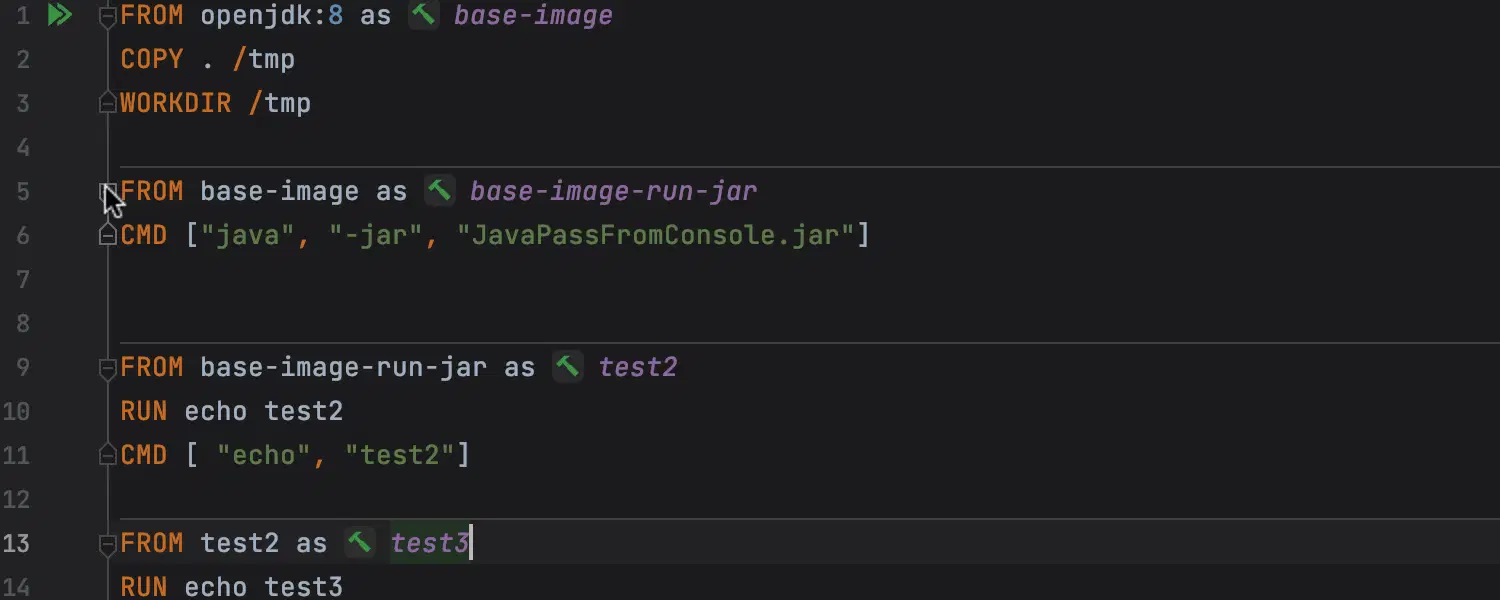 1 FROM openjdk:8 as base-image
2 COPY . /tmp
3 WORKDIR /tmp
4
5 FROM base-image as base-image-run-jar
6 CMD ["java", "-jar", "JavaPassFromConsole.jar"]
7
8
9 FROM base-image-run-jar as test2
10 RUN echo test2
11 CMD [ "echo", "test2"]
12
13 FROM test2 as test3
14 RUN echo test3